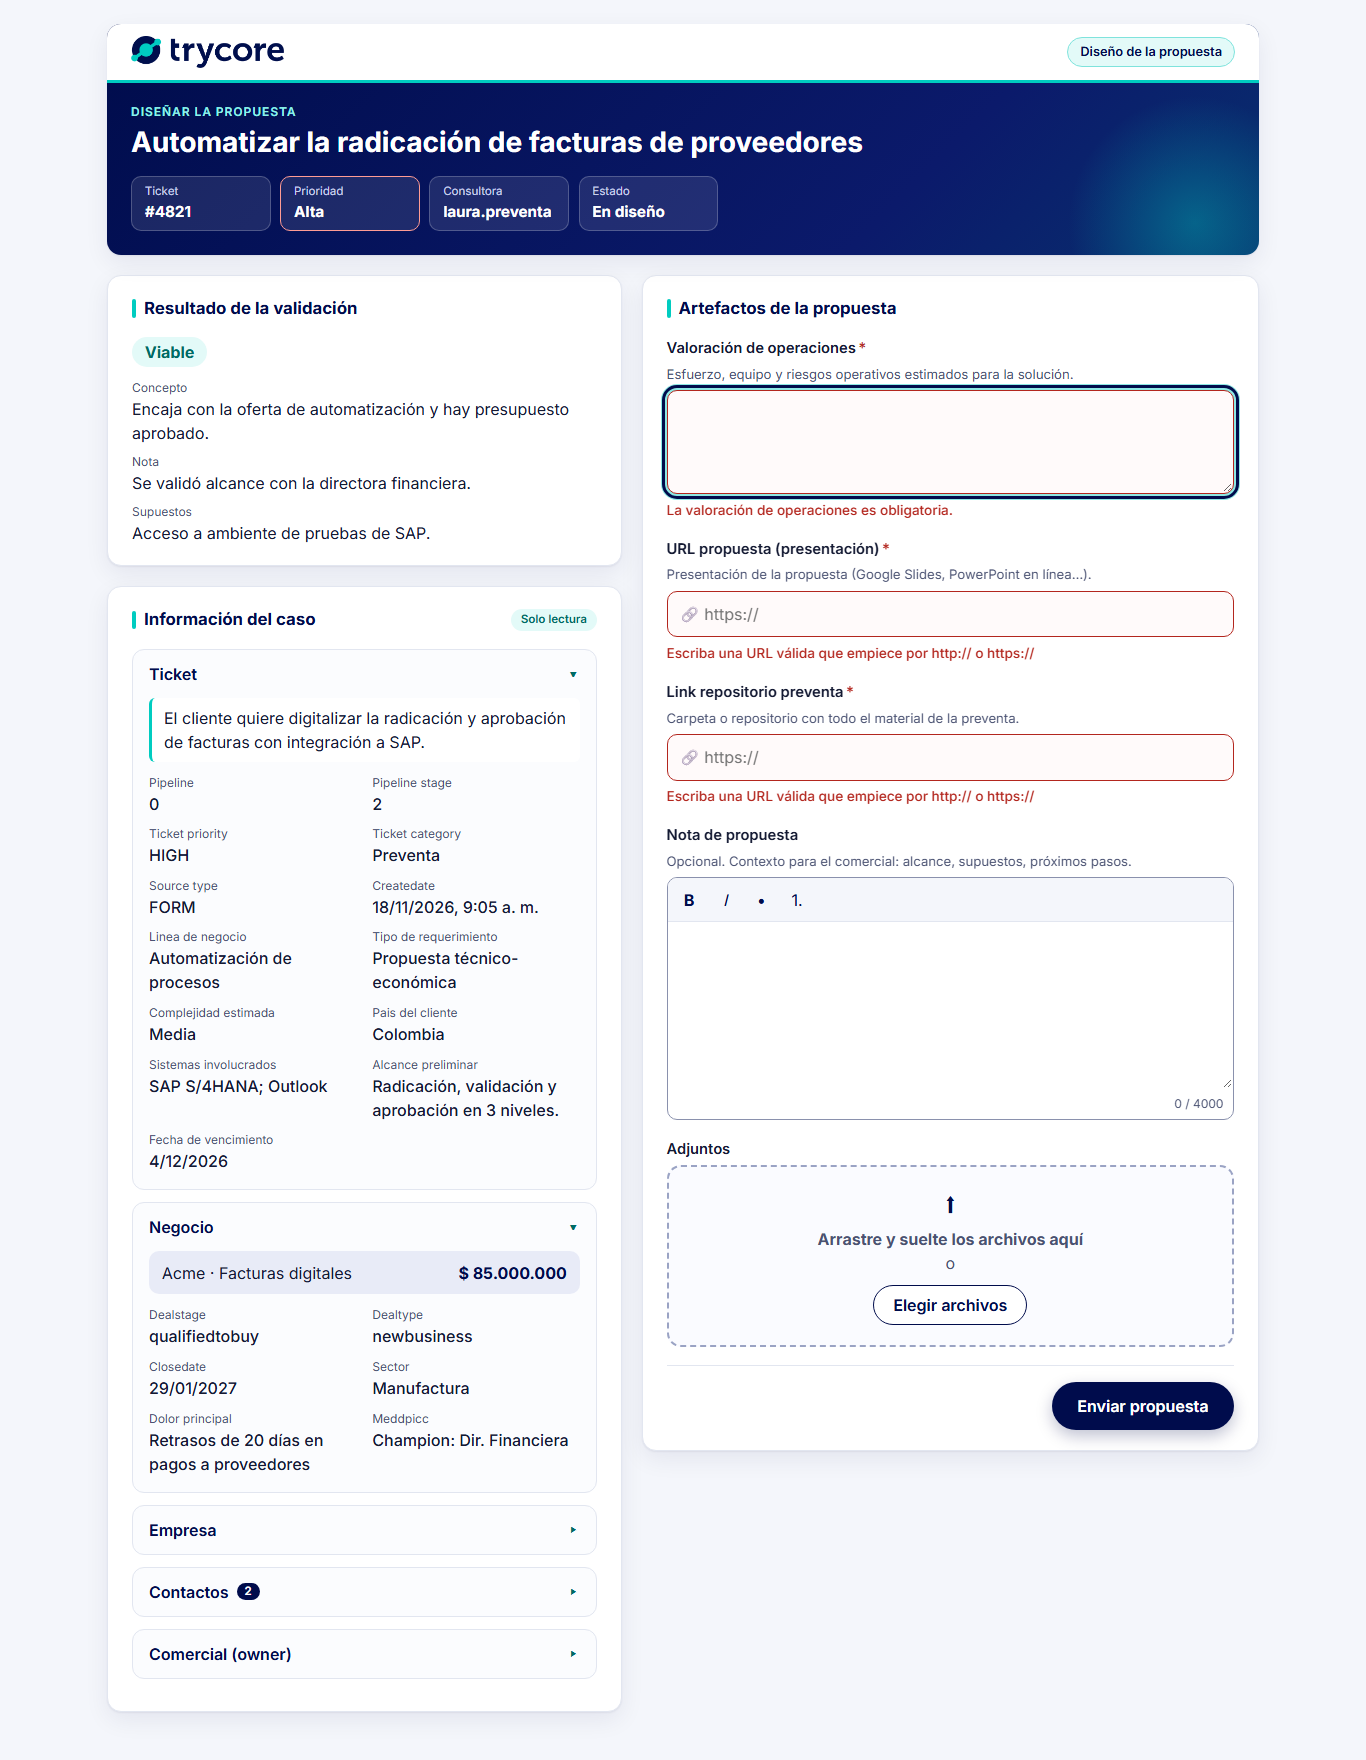 trycore
Diseño de la propuesta
DISEÑAR LA PROPUESTA
Automatizar la radicación de facturas de proveedores
Ticket
#4821
Prioridad
Alta
Consultora
laura.preventa
Estado
En diseño
Resultado de la validación
Viable
Concepto
Encaja con la oferta de automatización y hay presupuesto
aprobado.
Nota
Se validó alcance con la directora financiera.
Supuestos
Acceso a ambiente de pruebas de SAP.
Información del caso
Solo lectura
Ticket
El cliente quiere digitalizar la radicación y aprobación
de facturas con integración a SAP.
Pipeline
0
Pipeline stage
2
Ticket priority
HIGH
Ticket category
Preventa
Source type
FORM
Createdate
18/11/2026, 9:05 a. m.
Linea de negocio
Automatización de
procesos
Tipo de requerimiento
Propuesta técnico-
económica
Complejidad estimada
Media
Pais del cliente
Colombia
Sistemas involucrados
SAP S/4HANA; Outlook
Alcance preliminar
Radicación, validación y
aprobación en 3 niveles.
Fecha de vencimiento
4/12/2026
Negocio
Acme · Facturas digitales
$ 85.000.000
Dealstage
qualifiedtobuy
Dealtype
newbusiness
Closedate
29/01/2027
Sector
Manufactura
Dolor principal
Retrasos de 20 días en
pagos a proveedores
Meddpicc
Champion: Dir. Financiera
Empresa
Contactos 2
Comercial (owner)
Artefactos de la propuesta
Valoración de operaciones *
Esfuerzo, equipo y riesgos operativos estimados para la solución.
La valoración de operaciones es obligatoria.
URL propuesta (presentación) *
Presentación de la propuesta (Google Slides, PowerPoint en línea…).
https://
Escriba una URL válida que empiece por http:// o https://
Link repositorio preventa *
Carpeta o repositorio con todo el material de la preventa.
https://
Escriba una URL válida que empiece por http:// o https://
Nota de propuesta
Opcional. Contexto para el comercial: alcance, supuestos, próximos pasos.
B I • 1.
0 / 4000
Adjuntos
Arrastre y suelte los archivos aquí
o
Elegir archivos
Enviar propuesta